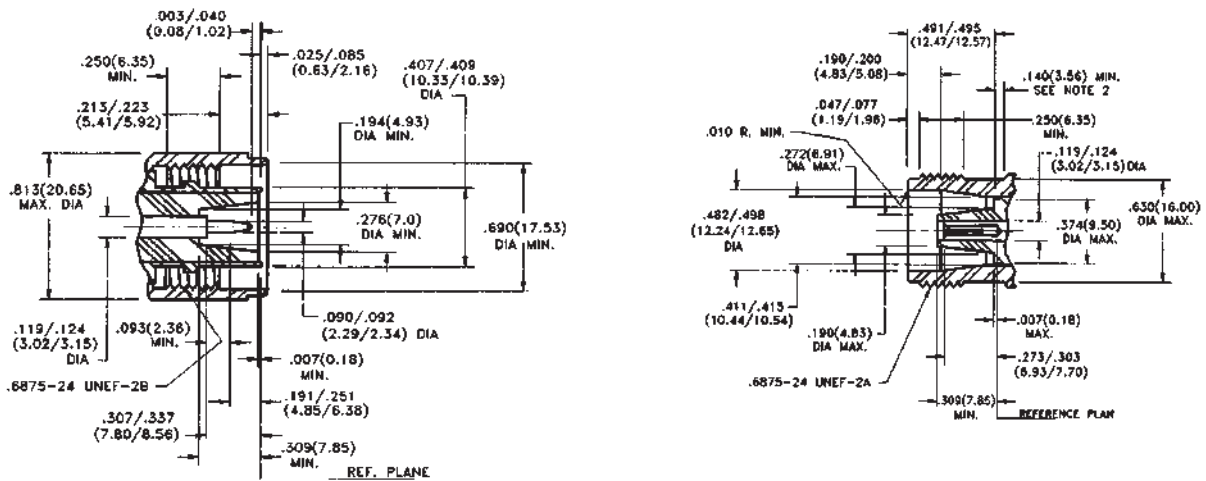 .003/.040
(0.08/1.02)
.025/.085
(0.63/2.16)
.250(6.35)
MIN.
.407/.409
(10.33/10.39)
DIA
.213/.223
(5.41/5.92)
.194(4.93)
DIA MIN.
.813(20.65)
MAX. DIA
.276(7.0)
DIA MIN.
.690(17.53)
DIA MIN.
.119/.124
(3.02/3.15)
DIA
.093(2.36)
MIN.
.090/.092
(2.29/2.34) DIA
.007(0.18)
MIN.
.6875-24 UNEF-2B
.191/.251
(4.85/6.38)
.307/.337
(7.80/8.56)
.309(7.85)
MIN.
REF. PLANE
.491/.495
(12.47/12.57)
.190/.200
(4.83/5.08)
.140(3.56) MIN.
SEE NOTE 2
.047/.077
(1.19/1.96)
.250(6.35)
MIN.
.010 R. MIN.
.119/.124
(3.02/3.15)DIA
.272(6.91)
DIA MAX.
.482/.498
(12.24/12.65)
DIA
.630(16.00)
DIA MAX.
.374(9.50)
DIA MAX.
.411/.415
(10.44/10.54)
.190(4.83)
DIA MAX.
.007(0.18)
MAX.
.273/.303
(6.93/7.70)
.6875-24 UNEF-2A
.309(7.85)
MIN.
REFERENCE PLAN